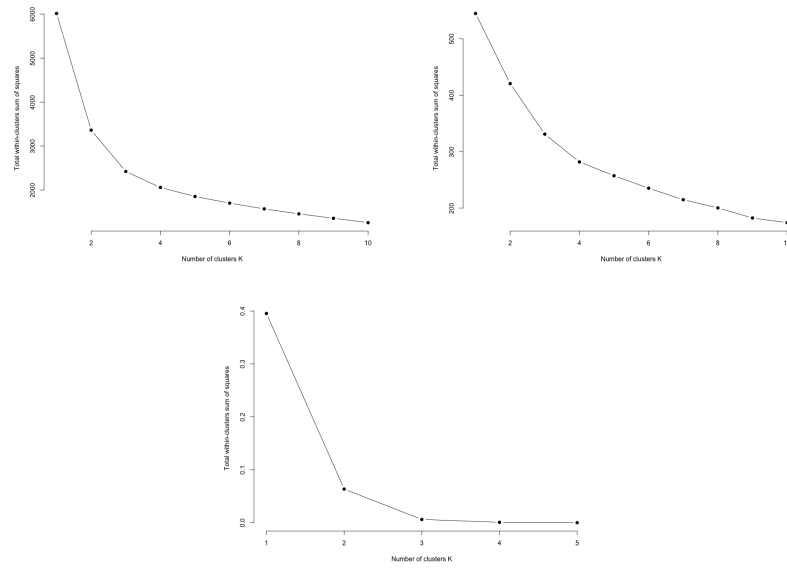 Total within-clusters sum of squares
6000
5000
4000
3000
2000
2 4 6 8 10
Number of clusters K
Total within-clusters sum of squares
500
400
300
200
2 4 6 8 1
Number of clusters K
Total within-clusters sum of squares
0.4
0.3
0.2
0.1
0.0
1 2 3 4 5
Number of clusters K